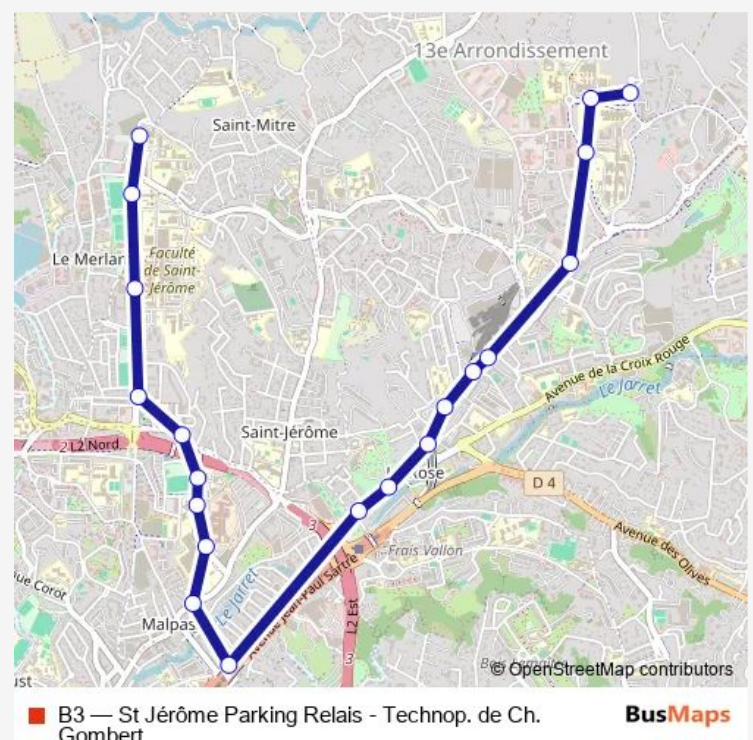 13e Arrondissement
Saint-Mitre
Le Merlan
Faculté
de Saint-
Jérôme
Avenue de la Croix Rouge
Le Jarret
2
L2 Nord
Saint-Jérôme
Rose
D 4
3
Frais Vallon
Avenue des Olives
Avenue Jean-Paul Sartre
Le Jarret
L2 Est
Corot
Malpas
3
© OpenStreetMap contributors
B3 — St Jérôme Parking Relais - Technop. de Ch.
Gombert
BusMaps